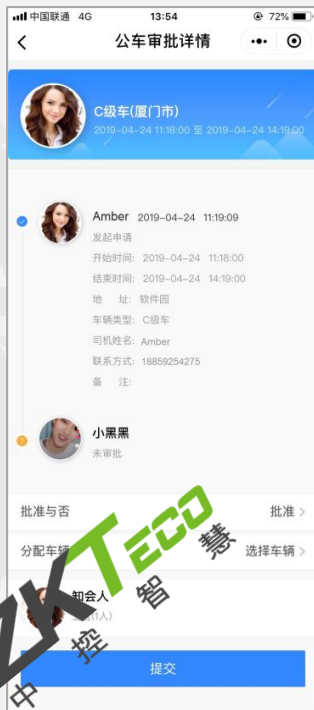 中国联通 4G 13:54 72%
公车审批详情
C级车(厦门市)
2019-04-24 11:18:00 至 2019-04-24 14:19:00
Amber 2019-04-24 11:19:09
发起申请
开始时间: 2019-04-24 11:18:00
结束时间: 2019-04-24 14:19:00
地 址: 软件园
车辆类型: C级车
司机姓名: Amber
联系方式: 18859254275
备 注:
小黑黑
未审批
批准与否 批准
分配车辆 选择车辆
知会人
(1人)
提交
ZKTECO
中控智慧